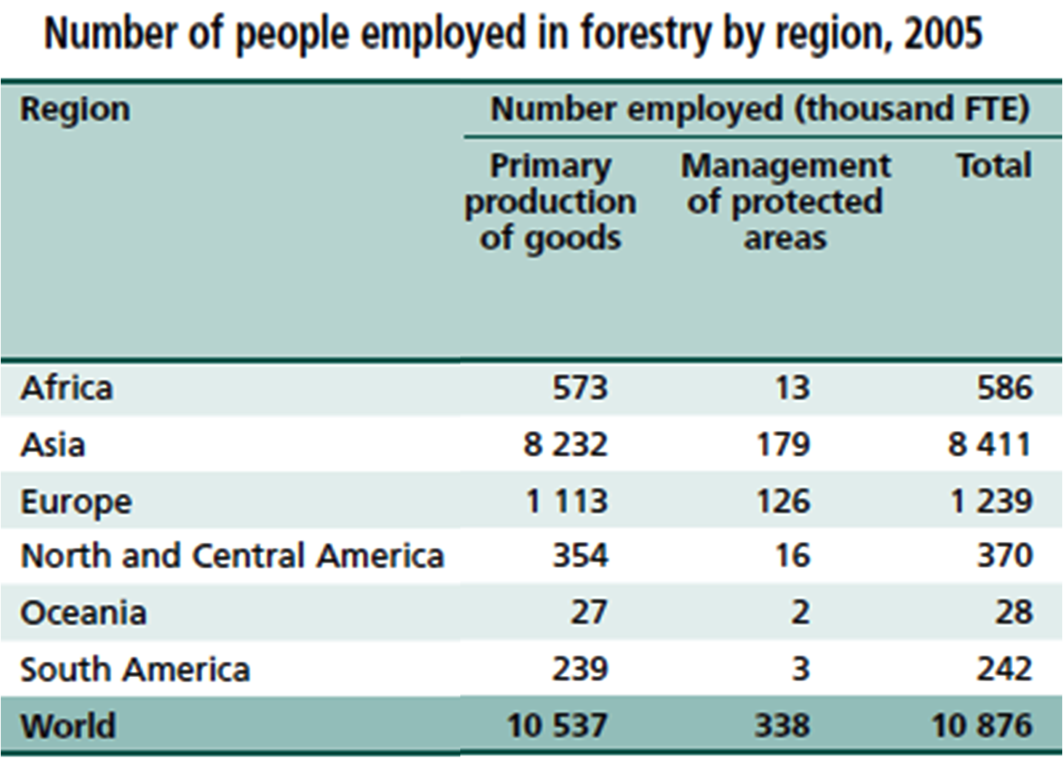 Number of people employed in forestry by region, 2005
Region Number employed (thousand FTE)
Primary Management Total
production of protected
of goods areas
Africa 573 13 586
Asia 8 232 179 8 411
Europe 1 113 126 1 239
North and Central America 354 16 370
Oceania 27 2 28
South America 239 3 242
World 10 537 338 10 876